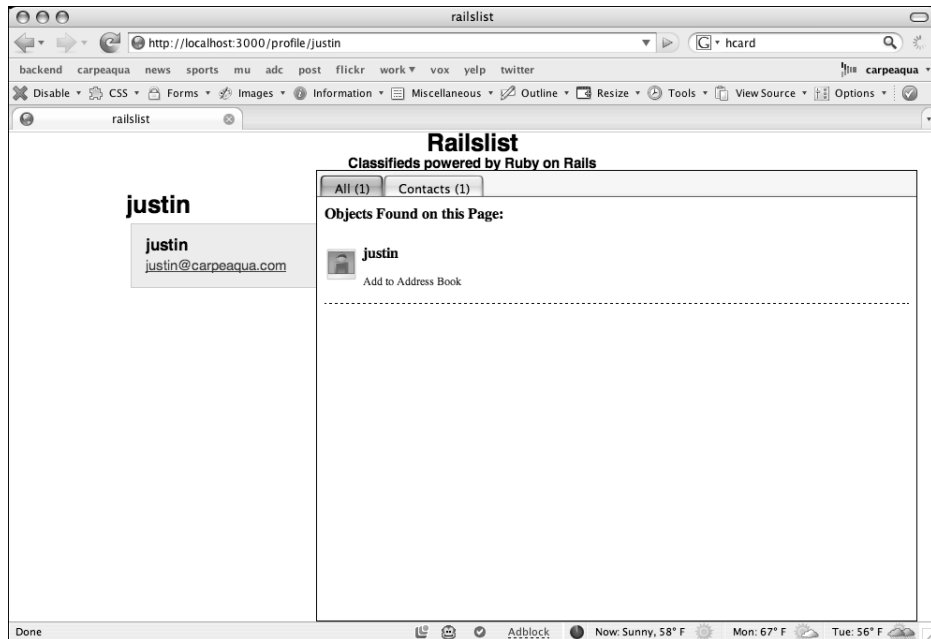 railslist
http://localhost:3000/profile/justin
G hcard
backend carpeaqua news sports mu adc post flickr work vox yelp twitter carpeaqua
Disable CSS Forms Images Information Miscellaneous Outline Resize Tools View Source Options
railslist
Railslist
Classifieds powered by Ruby on Rails
justin
justin
justin@carpeaqua.com
All (1) Contacts (1)
Objects Found on this Page:
justin
Add to Address Book
Done Adblock Now: Sunny, 58° F Mon: 67° F Tue: 56° F